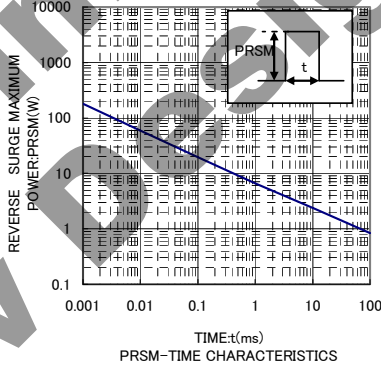 10000
1000
100
10
1
0.1
REVERSE SURGE MAXIMUM
POWER:PRSM(W)
PRSM
t
0.001 0.01 0.1 1 10 100
TIME:t(ms)
PRSM-TIME CHARACTERISTICS